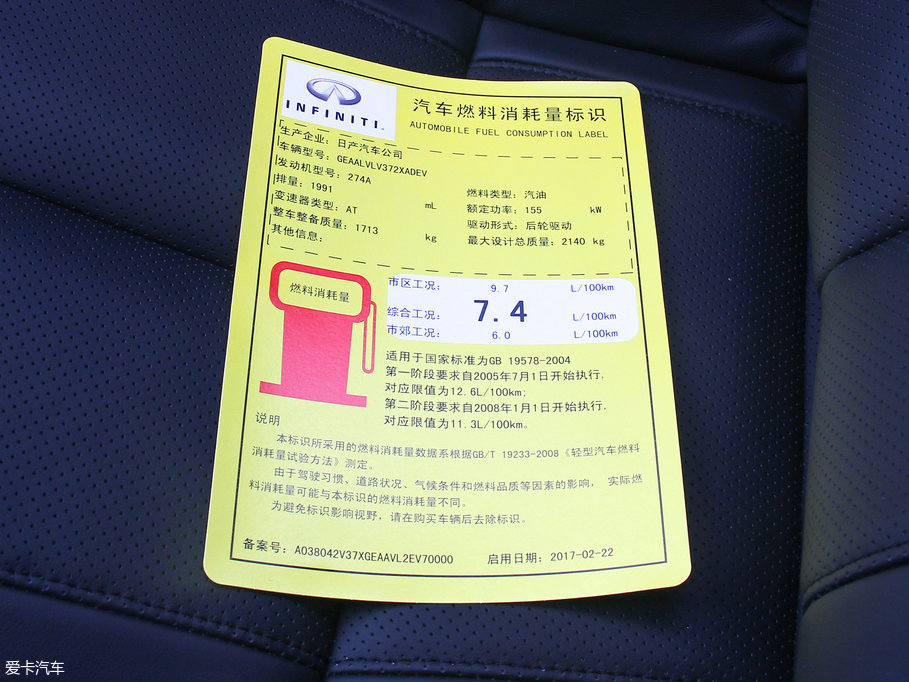 INFINITI
汽车燃料消耗量标识
AUTOMOBILE FUEL CONSUMPTION LABEL
生产企业: 日产汽车公司
车辆型号: GEAALVLV372XADEV
发动机型号: 274A
燃料类型: 汽油
排量: 1991 mL
额定功率: 155 kW
变速器类型: AT
驱动形式: 后轮驱动
整车整备质量: 1713 kg
最大设计总质量: 2140 kg
其他信息:
燃料消耗量
市区工况: 9.7 L/100km
综合工况: 7.4 L/100km
市郊工况: 6.0 L/100km
适用于国家标准为GB 19578-2004
第一阶段要求自2005年7月1日开始执行,
对应限值为12.6L/100km;
第二阶段要求自2008年1月1日开始执行,
对应限值为11.3L/100km。
说明
本标识所采用的燃料消耗量数据系根据GB/T 19233-2008《轻型汽车燃料
消耗量试验方法》测定。
由于驾驶习惯、道路状况、气候条件和燃料品质等因素的影响, 实际燃
料消耗量可能与本标识的燃料消耗量不同。
为避免标识影响视野,请在购买车辆后去除标识。
备案号: A038042V37XGEAAVL2EV70000 启用日期: 2017-02-22
爱卡汽车